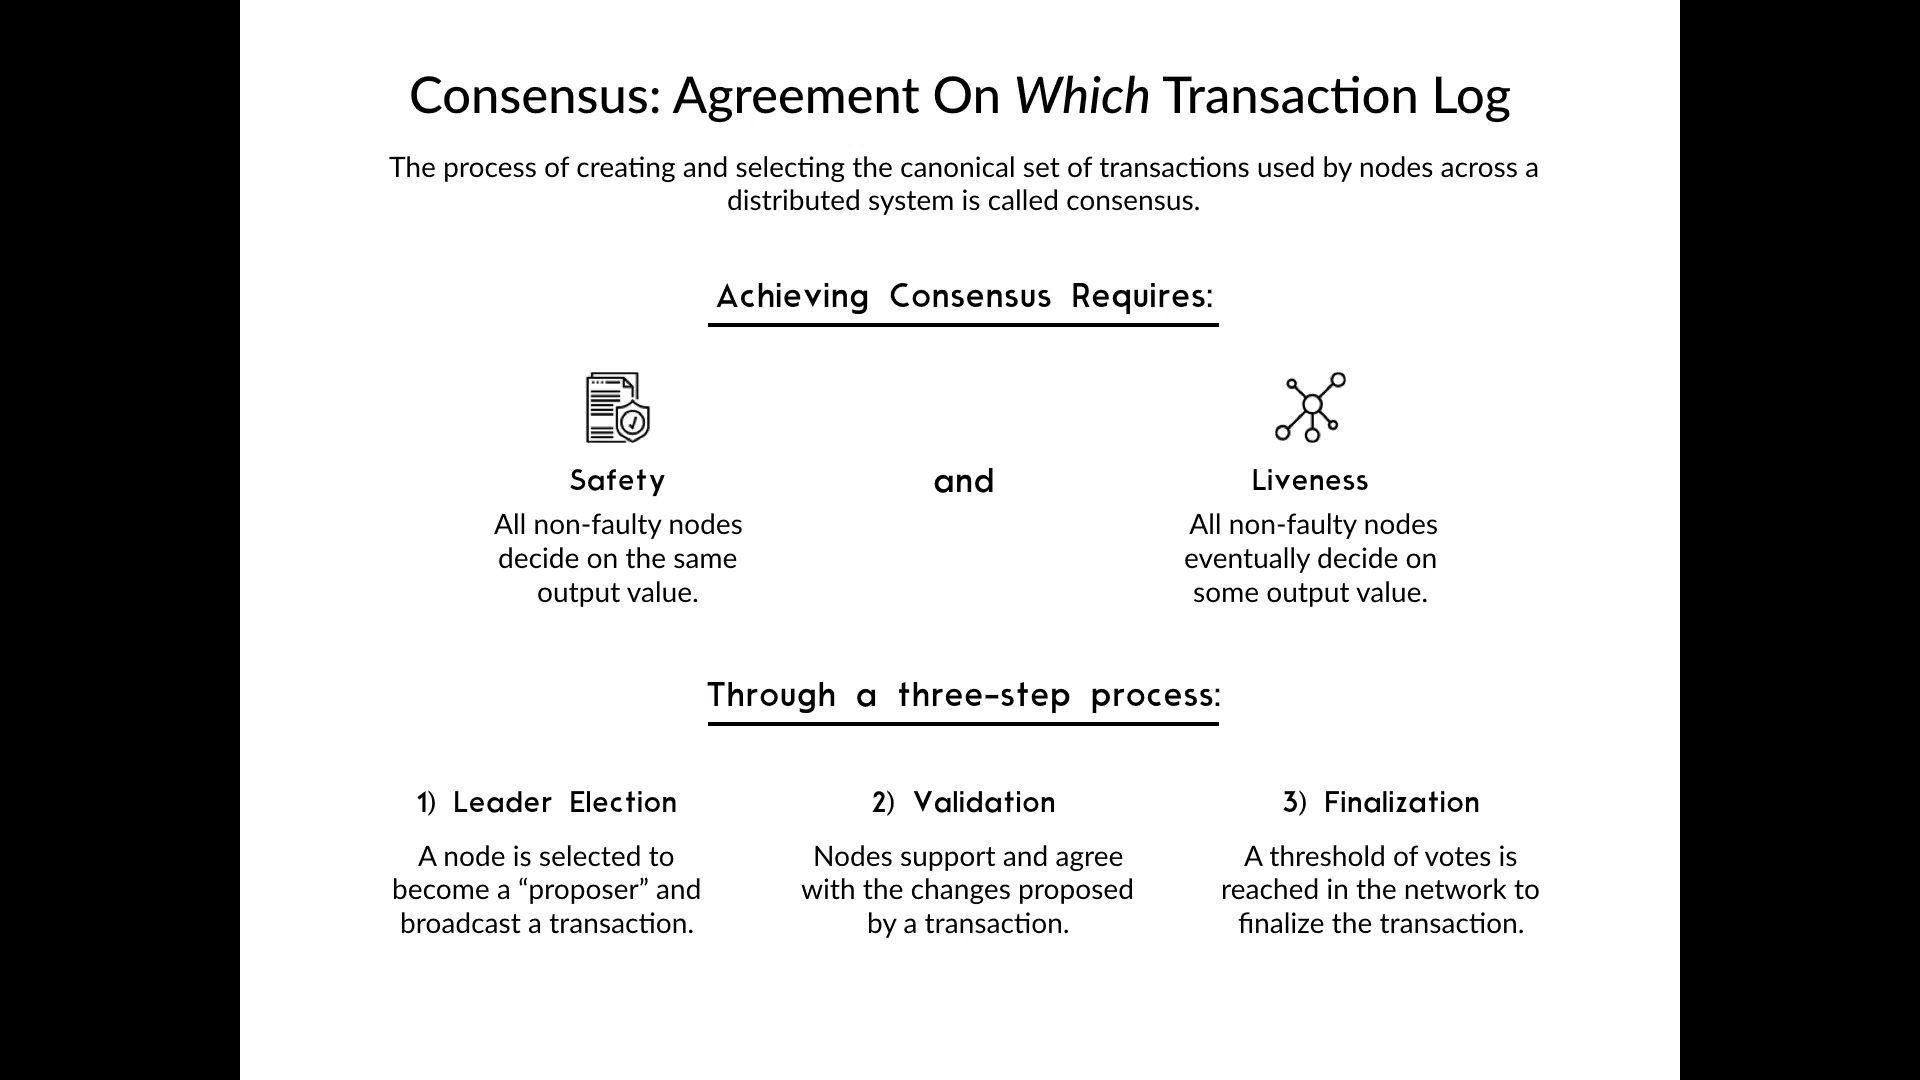 Consensus: Agreement On Which Transaction Log
The process of creating and selecting the canonical set of transactions used by nodes across a
distributed system is called consensus.
Achieving Consensus Requires:
Safety
All non-faulty nodes
decide on the same
output value.
and
Liveness
All non-faulty nodes
eventually decide on
some output value.
Through a three-step process:
1) Leader Election
A node is selected to
become a “proposer” and
broadcast a transaction.
2) Validation
Nodes support and agree
with the changes proposed
by a transaction.
3) Finalization
A threshold of votes is
reached in the network to
finalize the transaction.